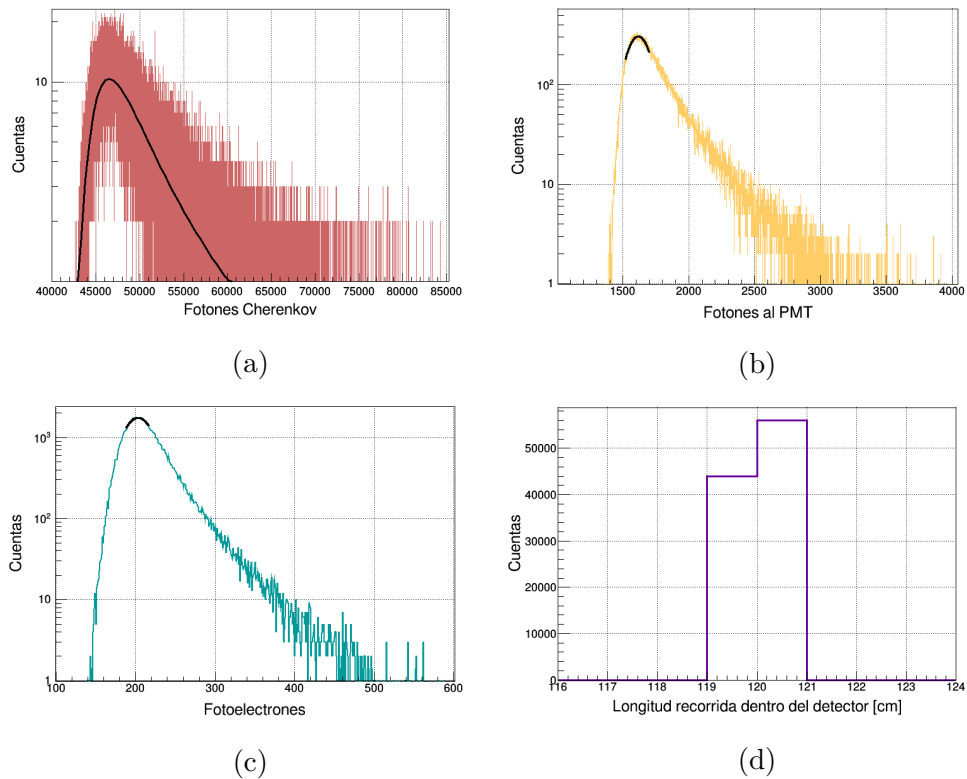 Cuentas
10
40000 45000 50000 55000 60000 65000 70000 75000 80000 85000
Fotones Cherenkov
(a)
Cuentas
10²
10
1
1500 2000 2500 3000 3500 4000
Fotones al PMT
(b)
Cuentas
10³
10²
10
1
100 200 300 400 500 600
Fotoelectrones
(c)
Cuentas
50000
40000
30000
20000
10000
0
116 117 118 119 120 121 122 123 124
Longitud recorrida dentro del detector [cm]
(d)